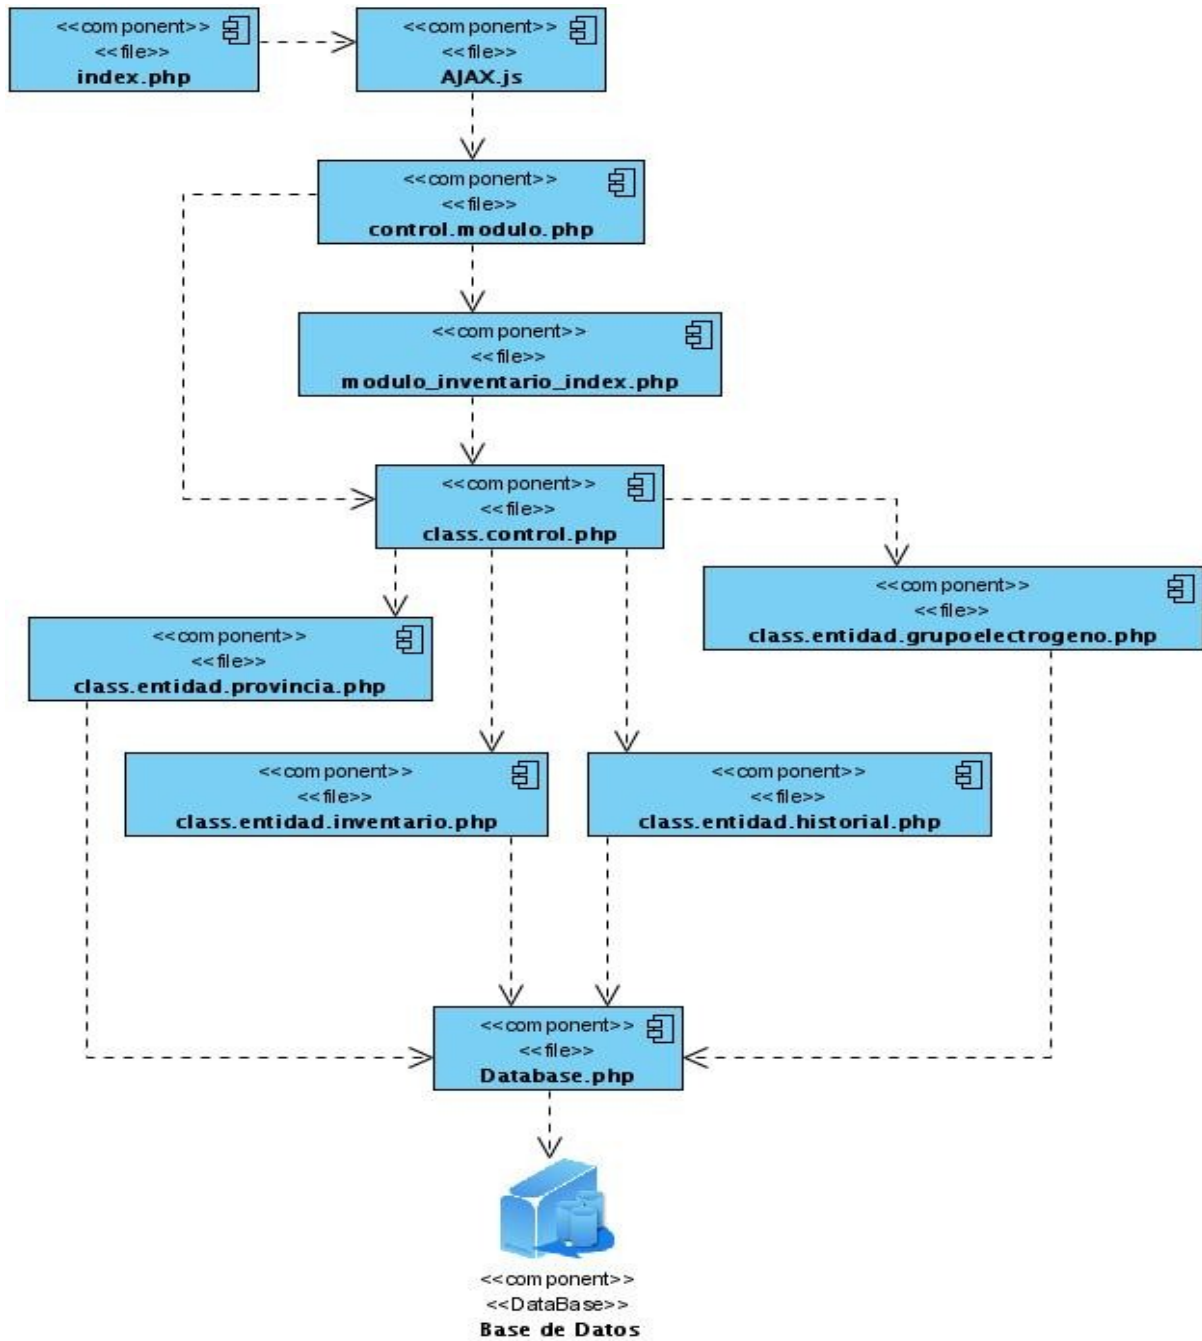 <<component>>
<<file>>
index.php
<<component>>
<<file>>
AJAX.js
<<component>>
<<file>>
control.modulo.php
<<component>>
<<file>>
modulo_inventario_index.php
<<component>>
<<file>>
class.control.php
<<component>>
<<file>>
class.entidad.grupoelectrogeno.php
<<component>>
<<file>>
class.entidad.provincia.php
<<component>>
<<file>>
class.entidad.inventario.php
<<component>>
<<file>>
class.entidad.historial.php
<<component>>
<<file>>
Database.php
<<component>>
<<DataBase>>
Base de Datos